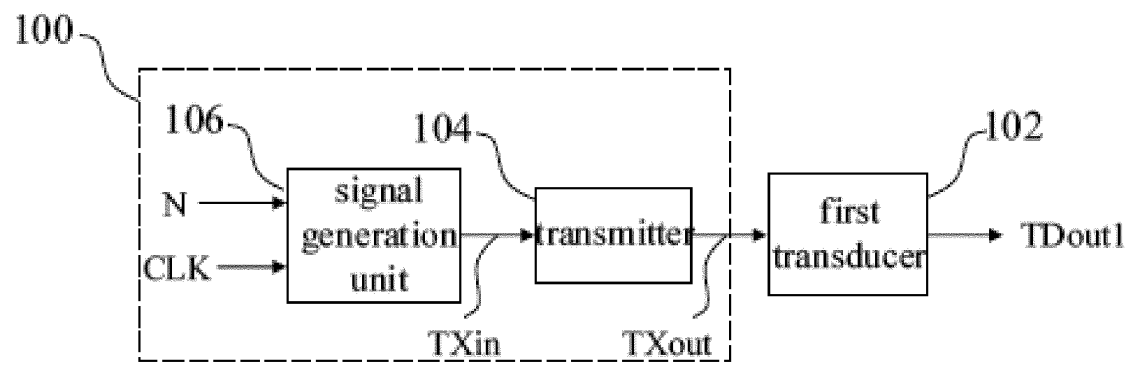 100
106
104
102
N
CLK
signal
generation
unit
transmitter
first
transducer
TDout1
TXin
TXout